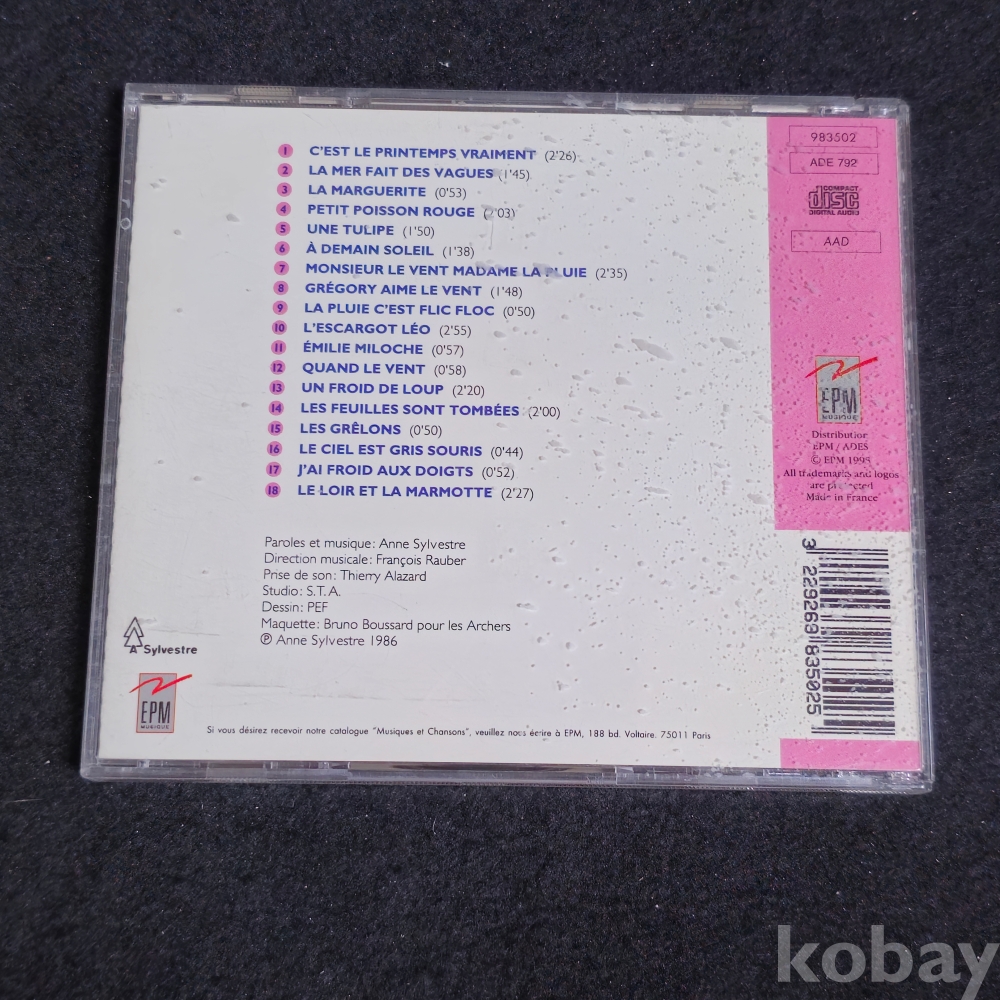 1 C'EST LE PRINTEMPS VRAIMENT (2'26)
2 LA MER FAIT DES VAGUES (1'45)
3 LA MARGUERITE (0'53)
4 PETIT POISSON ROUGE (2'03)
5 UNE TULIPE (1'50)
6 À DEMAIN SOLEIL (1'38)
7 MONSIEUR LE VENT MADAME LA PLUIE (2'35)
8 GRÉGORY AIME LE VENT (1'48)
9 LA PLUIE C'EST FLIC FLOC (0'50)
10 L'ESCARGOT LÉO (2'55)
11 ÉMILIE MILOCHE (0'57)
12 QUAND LE VENT (0'58)
13 UN FROID DE LOUP (2'20)
14 LES FEUILLES SONT TOMBÉES (2'00)
15 LES GRÊLONS (0'50)
16 LE CIEL EST GRIS SOURIS (0'44)
17 J'AI FROID AUX DOIGTS (0'52)
18 LE LOIR ET LA MARMOTTE (2'27)
Paroles et musique : Anne Sylvestre
Direction musicale : François Rauber
Prise de son : Thierry Alazard
Studio : S.T.A.
Dessin : PEF
Maquette : Bruno Boussard pour les Archers
℗ Anne Sylvestre 1986
A Sylvestre
EPM
MUSIQUE
Si vous désirez recevoir notre catalogue "Musiques et Chansons", veuillez nous écrire à EPM, 188 bd. Voltaire. 75011 Paris
983502
ADE 792
COMPACT
disc
DIGITAL AUDIO
AAD
EPM
MUSIQUE
Distribution
EPM / ADES
© EPM 1995
All trademarks and logos
are protected
Made in France
3 229269 835025
kobay